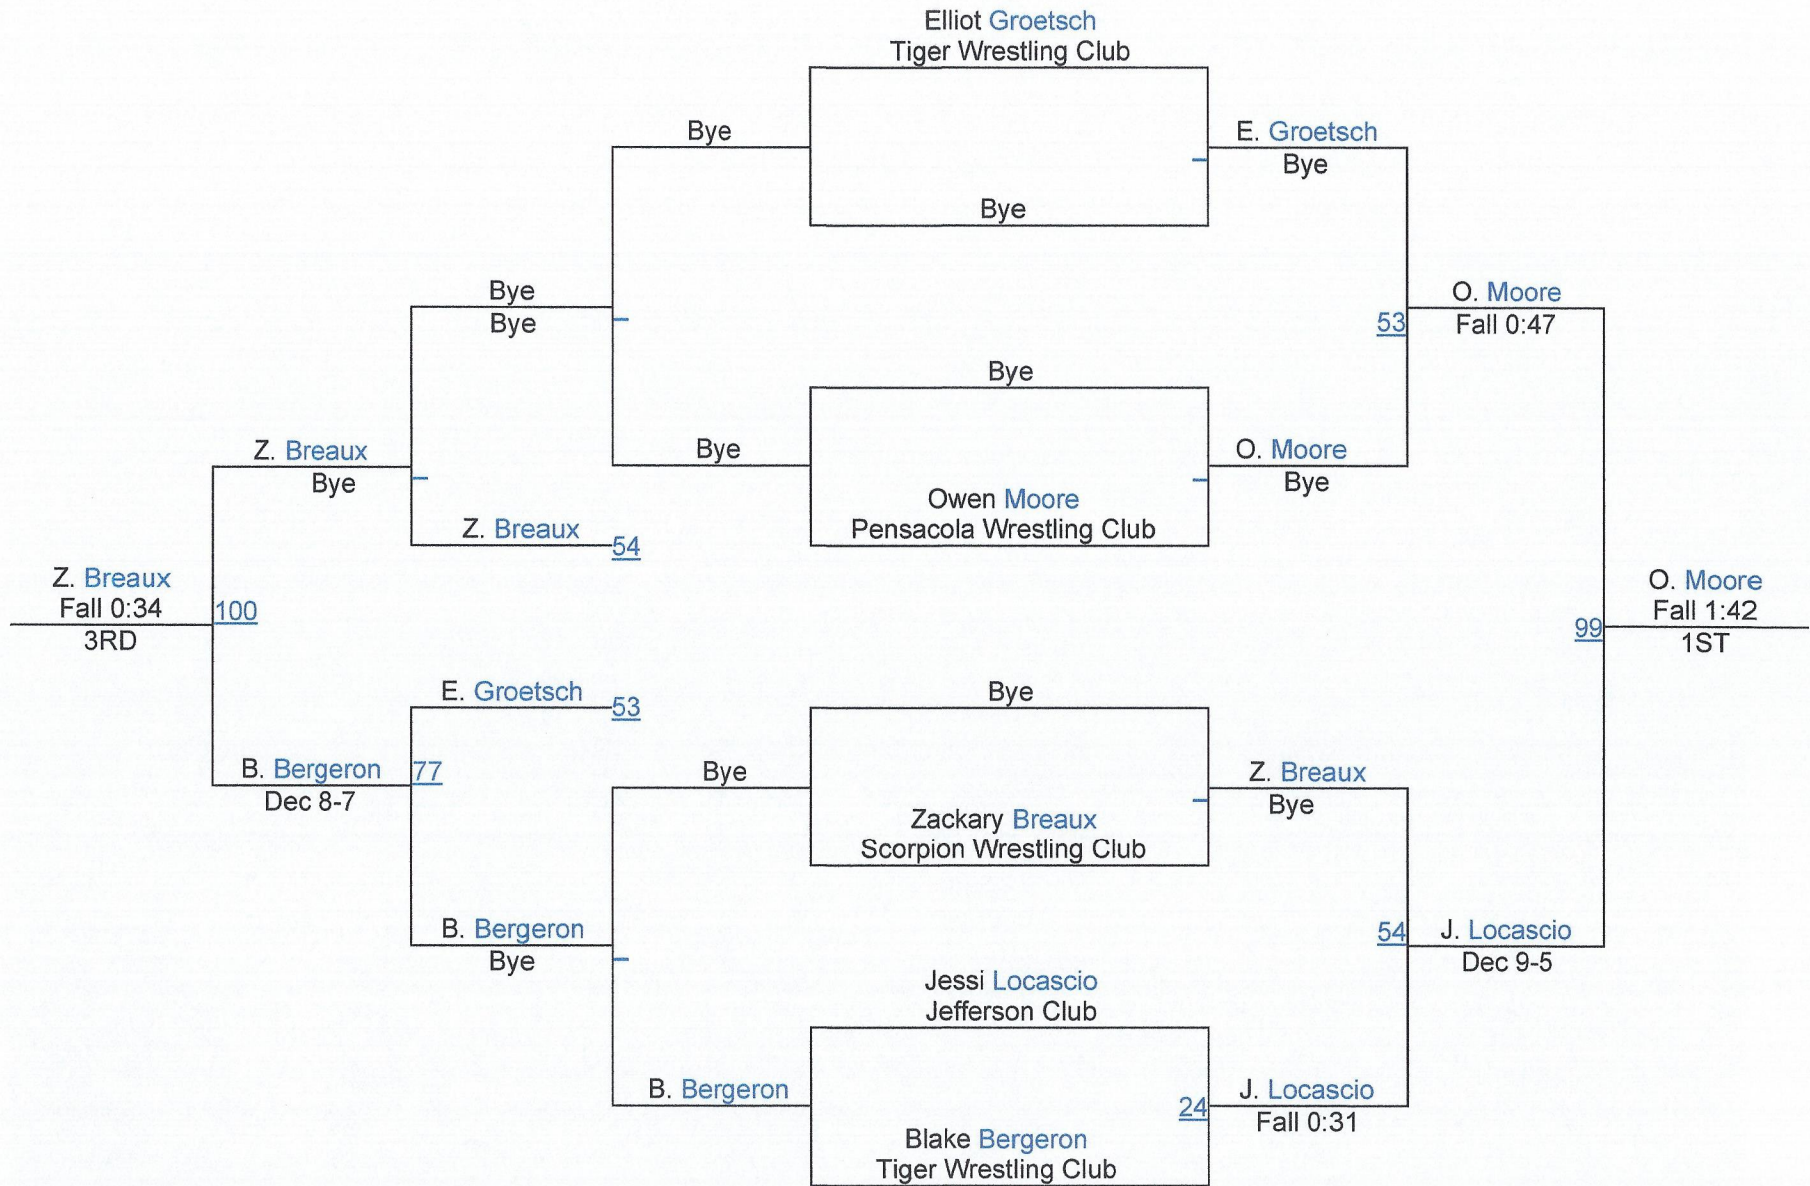 Elliot Groetsch
Tiger Wrestling Club
Bye
E. Groetsch
Bye
Bye
Bye
Bye
O. Moore
Fall 0:47
53
Bye
Z. Breaux
Bye
Bye
O. Moore
Bye
Owen Moore
Pensacola Wrestling Club
Z. Breaux
54
Z. Breaux
Fall 0:34
3RD
100
O. Moore
Fall 1:42
1ST
99
E. Groetsch
53
Bye
B. Bergeron
Dec 8-7
77
Bye
Z. Breaux
Bye
Zackary Breaux
Scorpion Wrestling Club
B. Bergeron
Bye
54
J. Locascio
Dec 9-5
Jessi Locascio
Jefferson Club
B. Bergeron
24
J. Locascio
Fall 0:31
Blake Bergeron
Tiger Wrestling Club